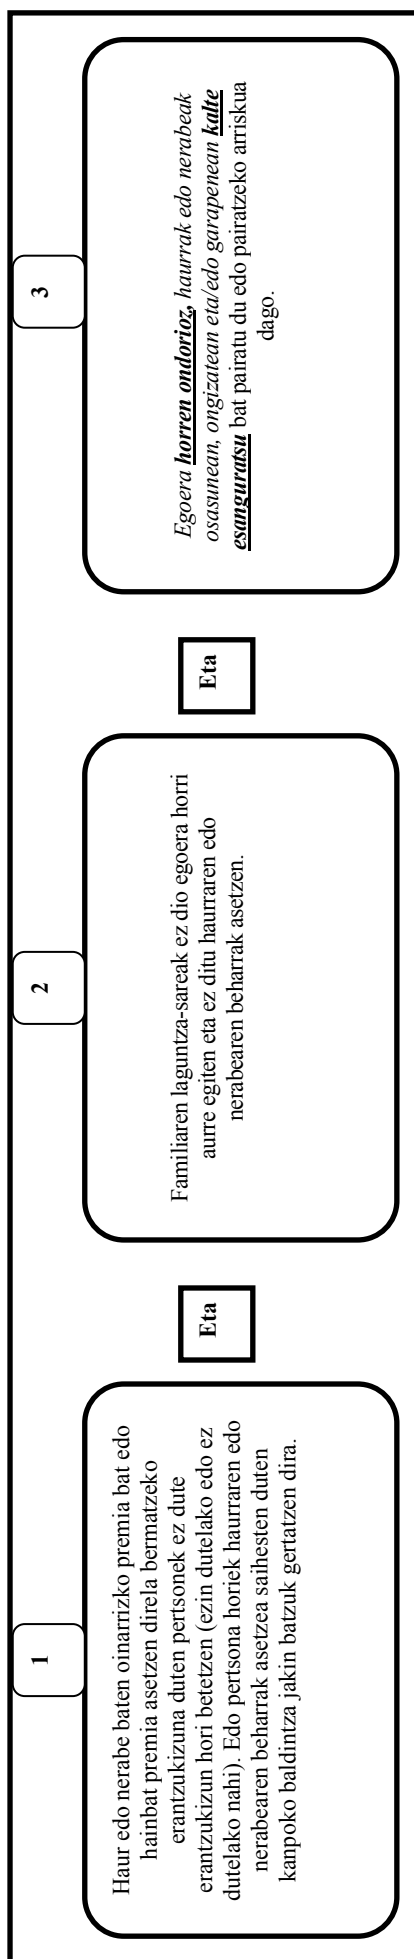 1
Haur edo nerabe baten oinarrizko premia bat edo
hainbat premia asetzen direla bermatzeko
erantzukizuna duten pertsonek ez dute
erantzukizun hori betetzen (ezin dutelako edo ez
dutelako nahi). Edo pertsona horiek haurraren edo
nerabearen beharrak asetzea saihesten duten
kanpoko baldintza jakin batzuk gertatzen dira.
Eta
2
Familiaren laguntza-sareak ez dio egoera horri
aurre egiten eta ez ditu haurraren edo
nerabearen beharrak asetzen.
Eta
3
Egoera horren ondorioz, haurrak edo nerabeak
osasunean, ongizatean eta/edo garapenean kalte
esanguratsu bat pairatu du edo pairatzeko arriskua
dago.